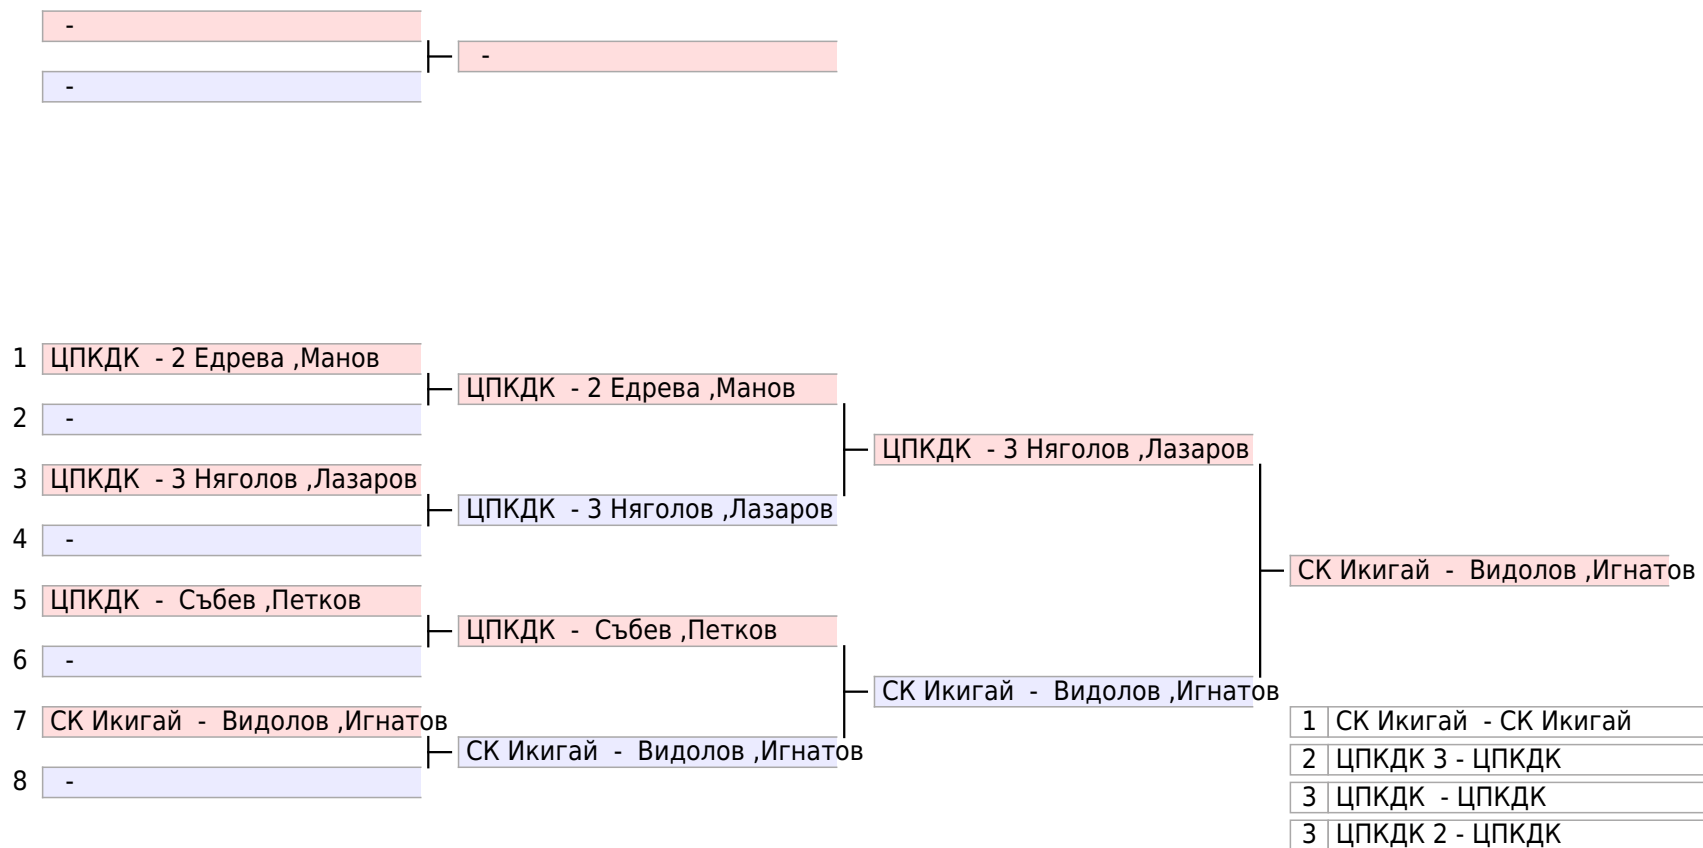 -
-
-
1 ЦПКДК - 2 Едрева ,Манов
ЦПКДК - 2 Едрева ,Манов
2 -
ЦПКДК - 3 Няголов ,Лазаров
3 ЦПКДК - 3 Няголов ,Лазаров
ЦПКДК - 3 Няголов ,Лазаров
4 -
СК Икигай - Видолов ,Игнатов
5 ЦПКДК - Събев ,Петков
ЦПКДК - Събев ,Петков
6 -
СК Икигай - Видолов ,Игнатов
7 СК Икигай - Видолов ,Игнатов
СК Икигай - Видолов ,Игнатов
8 -
1 СК Икигай - СК Икигай
2 ЦПКДК 3 - ЦПКДК
3 ЦПКДК - ЦПКДК
3 ЦПКДК 2 - ЦПКДК